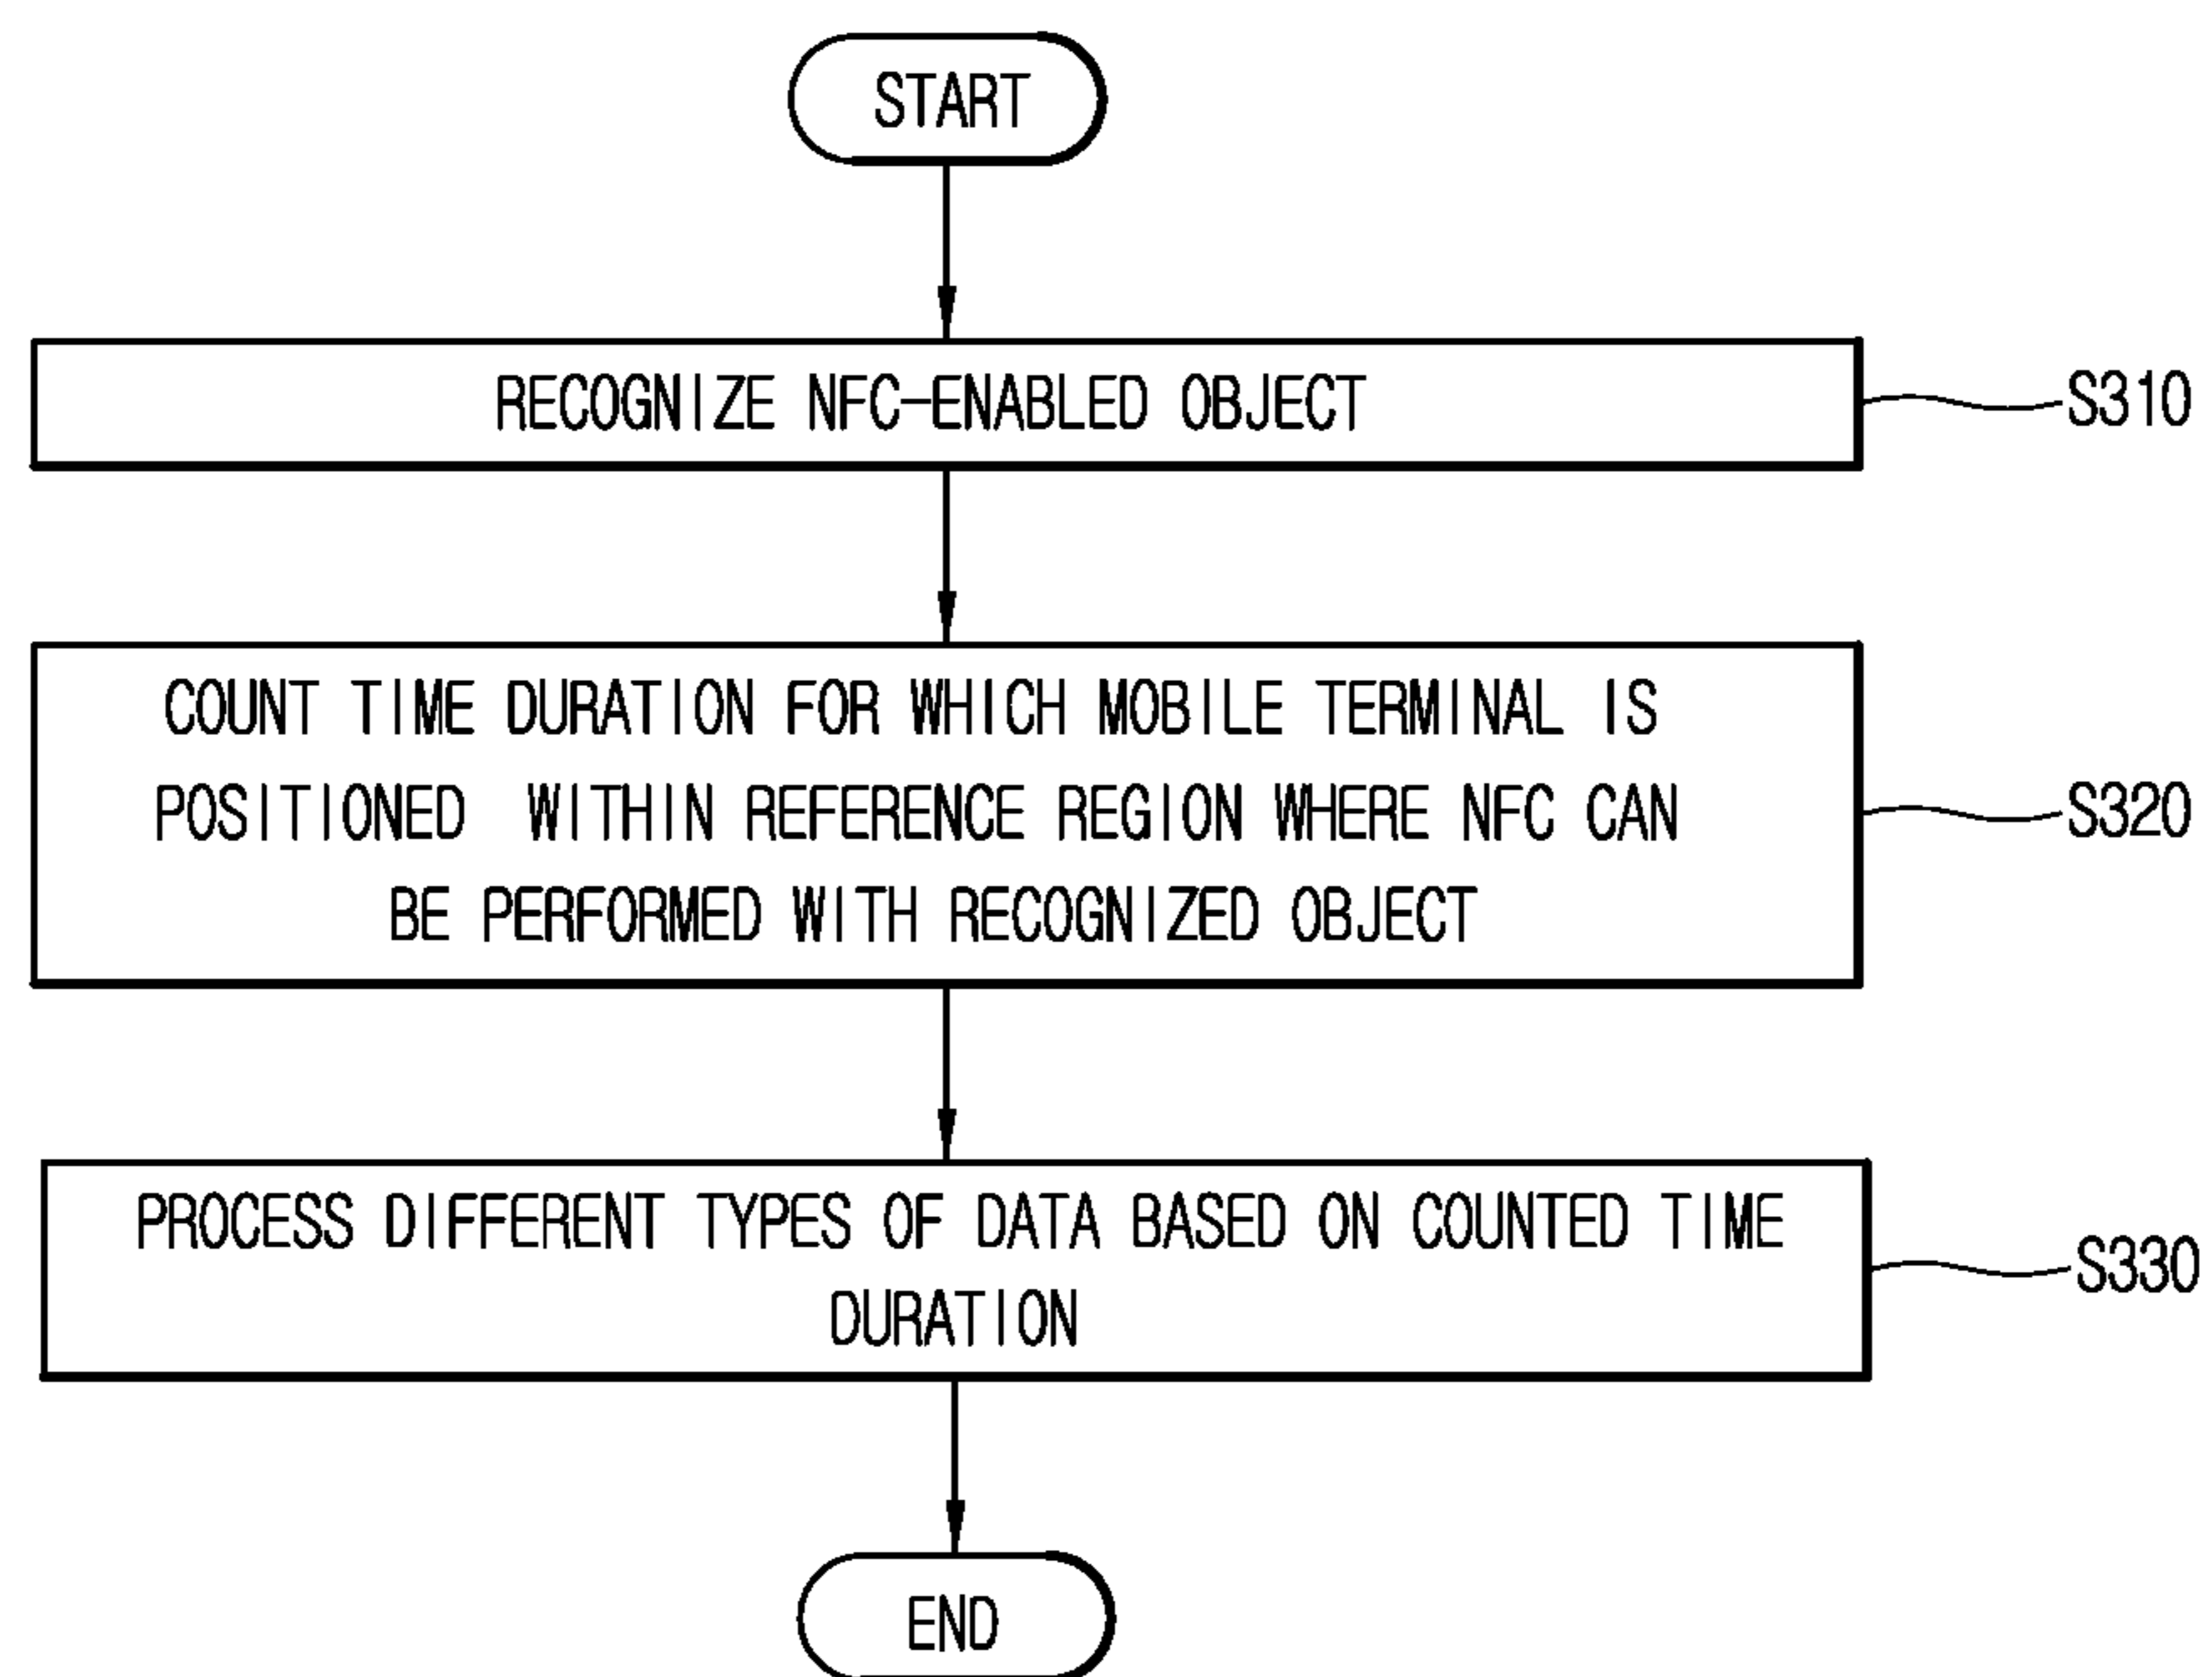 START
RECOGNIZE NFC-ENABLED OBJECT
S310
COUNT TIME DURATION FOR WHICH MOBILE TERMINAL IS
POSITIONED WITHIN REFERENCE REGION WHERE NFC CAN
BE PERFORMED WITH RECOGNIZED OBJECT
S320
PROCESS DIFFERENT TYPES OF DATA BASED ON COUNTED TIME
DURATION
S330
END